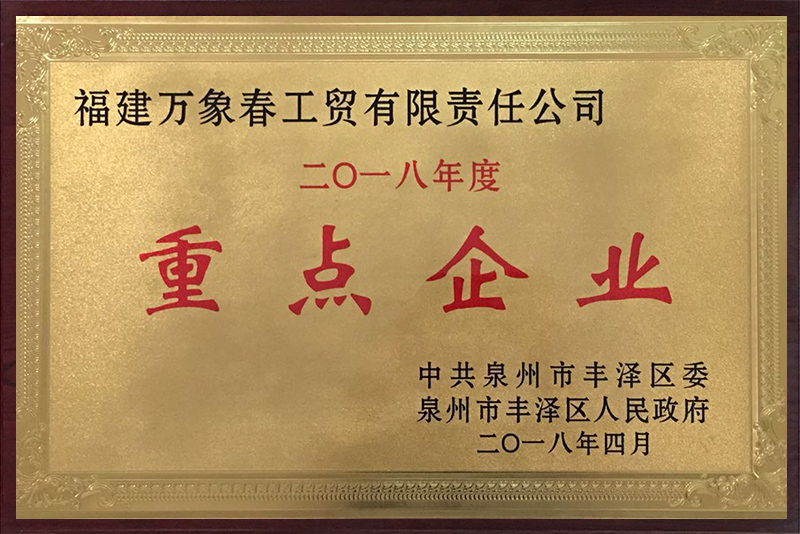 福建万象春工贸有限责任公司
二〇一八年度
重点企业
中共泉州市丰泽区委
泉州市丰泽区人民政府
二〇一八年四月